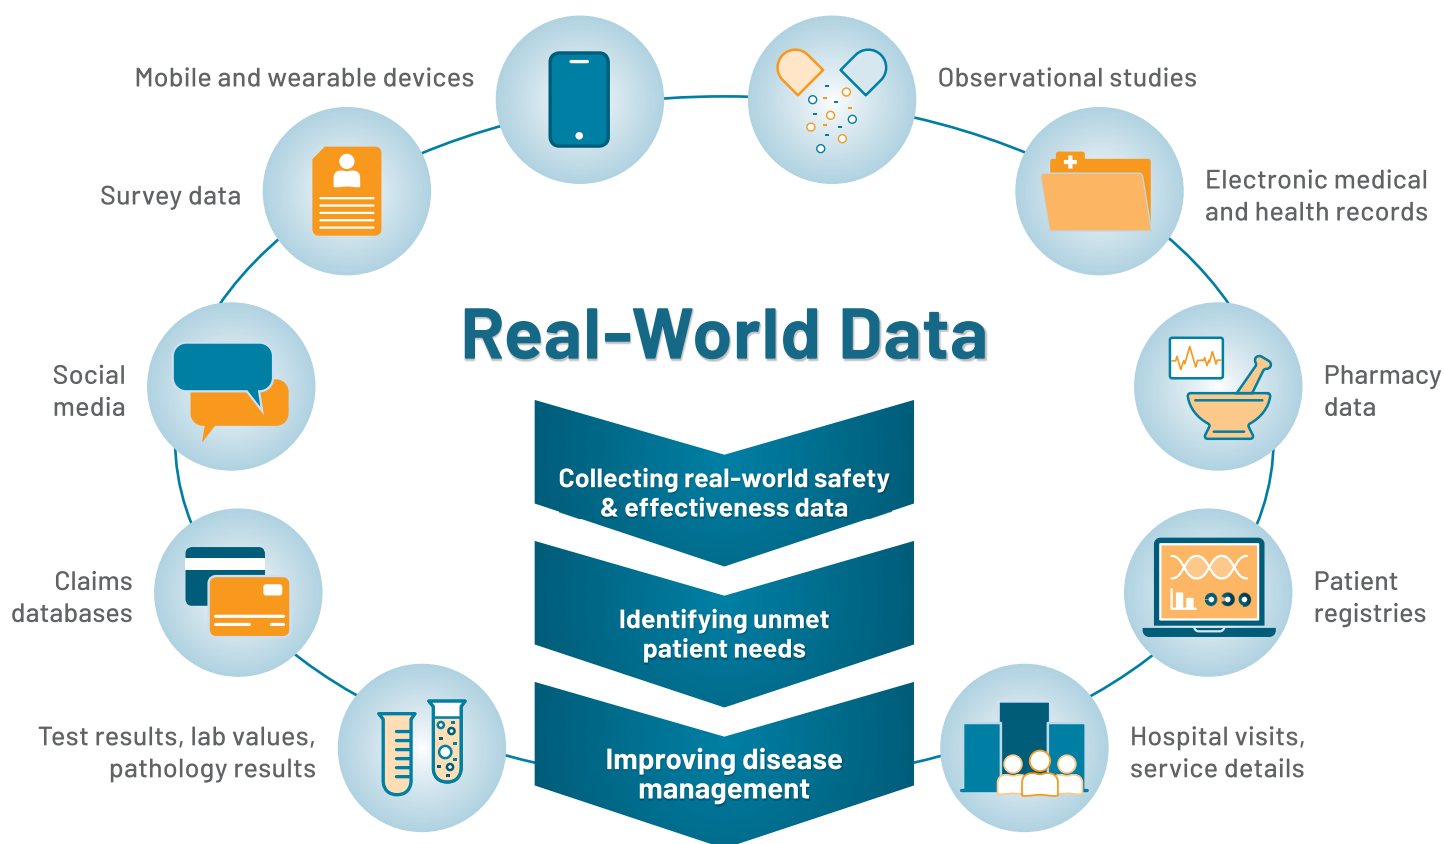 Mobile and wearable devices
Observational studies
Survey data
Electronic medical
and health records
Real-World Data
Social
media
Pharmacy
data
Collecting real-world safety
& effectiveness data
Claims
databases
Identifying unmet
patient needs
Patient
registries
Test results, lab values,
pathology results
Improving disease
management
Hospital visits,
service details